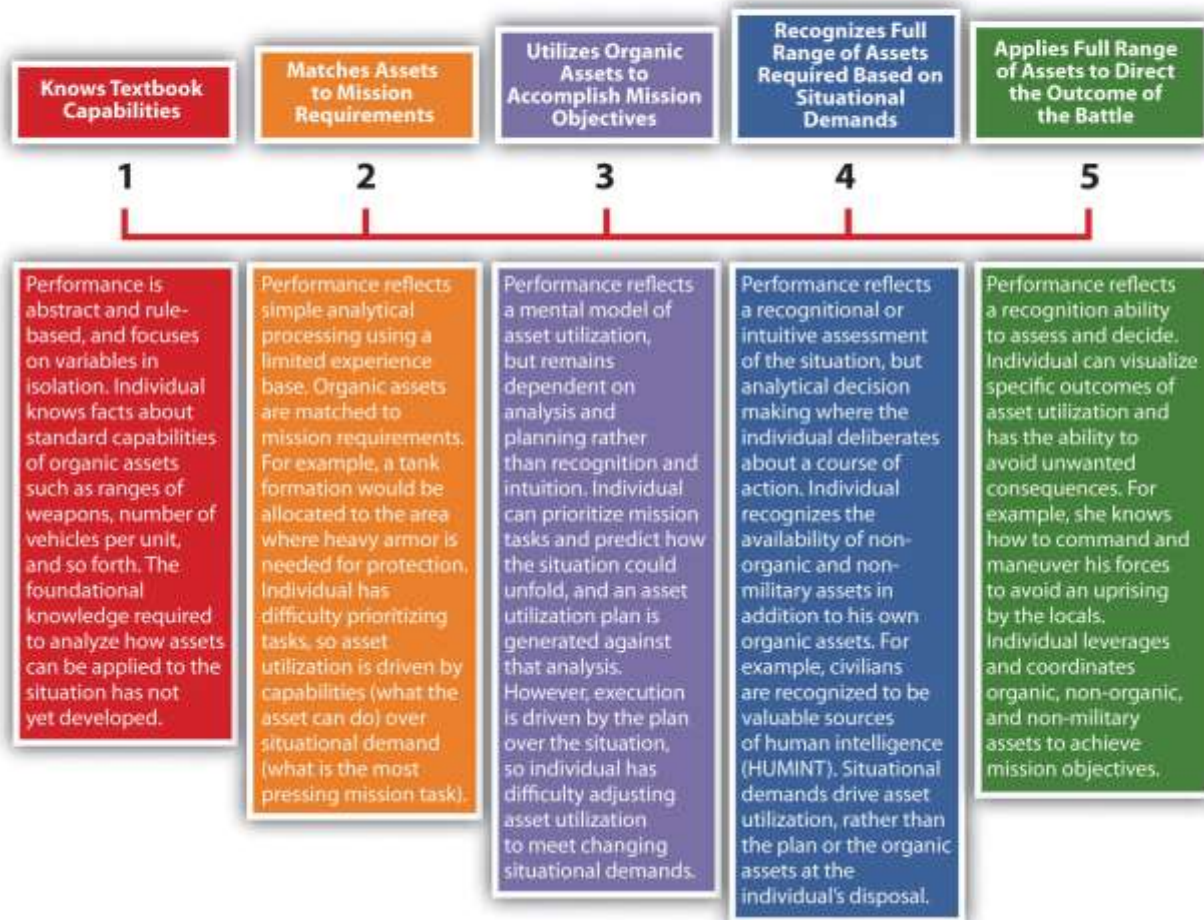 Knows Textbook
Capabilities
Matches Assets
to Mission
Requirements
Utilizes Organic
Assets to
Accomplish Mission
Objectives
Recognizes Full
Range of Assets
Required Based on
Situational
Demands
Applies Full Range
of Assets to Direct
the Outcome of
the Battle
1
2
3
4
5
Performance is
abstract and rule-
based, and focuses
on variables in
isolation. Individual
knows facts about
standard capabilities
of organic assets
such as ranges of
weapons, number of
vehicles per unit,
and so forth. The
foundational
knowledge required
to analyze how assets
can be applied to the
situation has not
yet developed.
Performance reflects
simple analytical
processing using a
limited experience
base. Organic assets
are matched to
mission requirements.
For example, a tank
formation would be
allocated to the area
where heavy armor is
needed for protection.
Individual has
difficulty prioritizing
tasks, so asset
utilization is driven by
capabilities (what the
asset can do) over
situational demand
(what is the most
pressing mission task).
Performance reflects
a mental model of
asset utilization,
but remains
dependent on
analysis and
planning rather
than recognition and
intuition. Individual
can prioritize mission
tasks and predict how
the situation could
unfold, and an asset
utilization plan is
generated against
that analysis.
However, execution
is driven by the plan
over the situation,
so individual has
difficulty adjusting
asset utilization
to meet changing
situational demands.
Performance reflects
a recognitional or
intuitive assessment
of the situation, but
analytical decision
making where the
individual deliberates
about a course of
action. Individual
recognizes the
availability of non-
organic and non-
military assets in
addition to his own
organic assets. For
example, civilians
are recognized to be
valuable sources
of human intelligence
(HUMINT). Situational
demands drive asset
utilization, rather than
the plan or the organic
assets at the
individual's disposal.
Performance reflects
a recognition ability
to assess and decide.
Individual can visualize
specific outcomes of
asset utilization and
has the ability to
avoid unwanted
consequences. For
example, she knows
how to command and
maneuver his forces
to avoid an uprising
by the locals.
Individual leverages
and coordinates
organic, non-organic,
and non-military
assets to achieve
mission objectives.